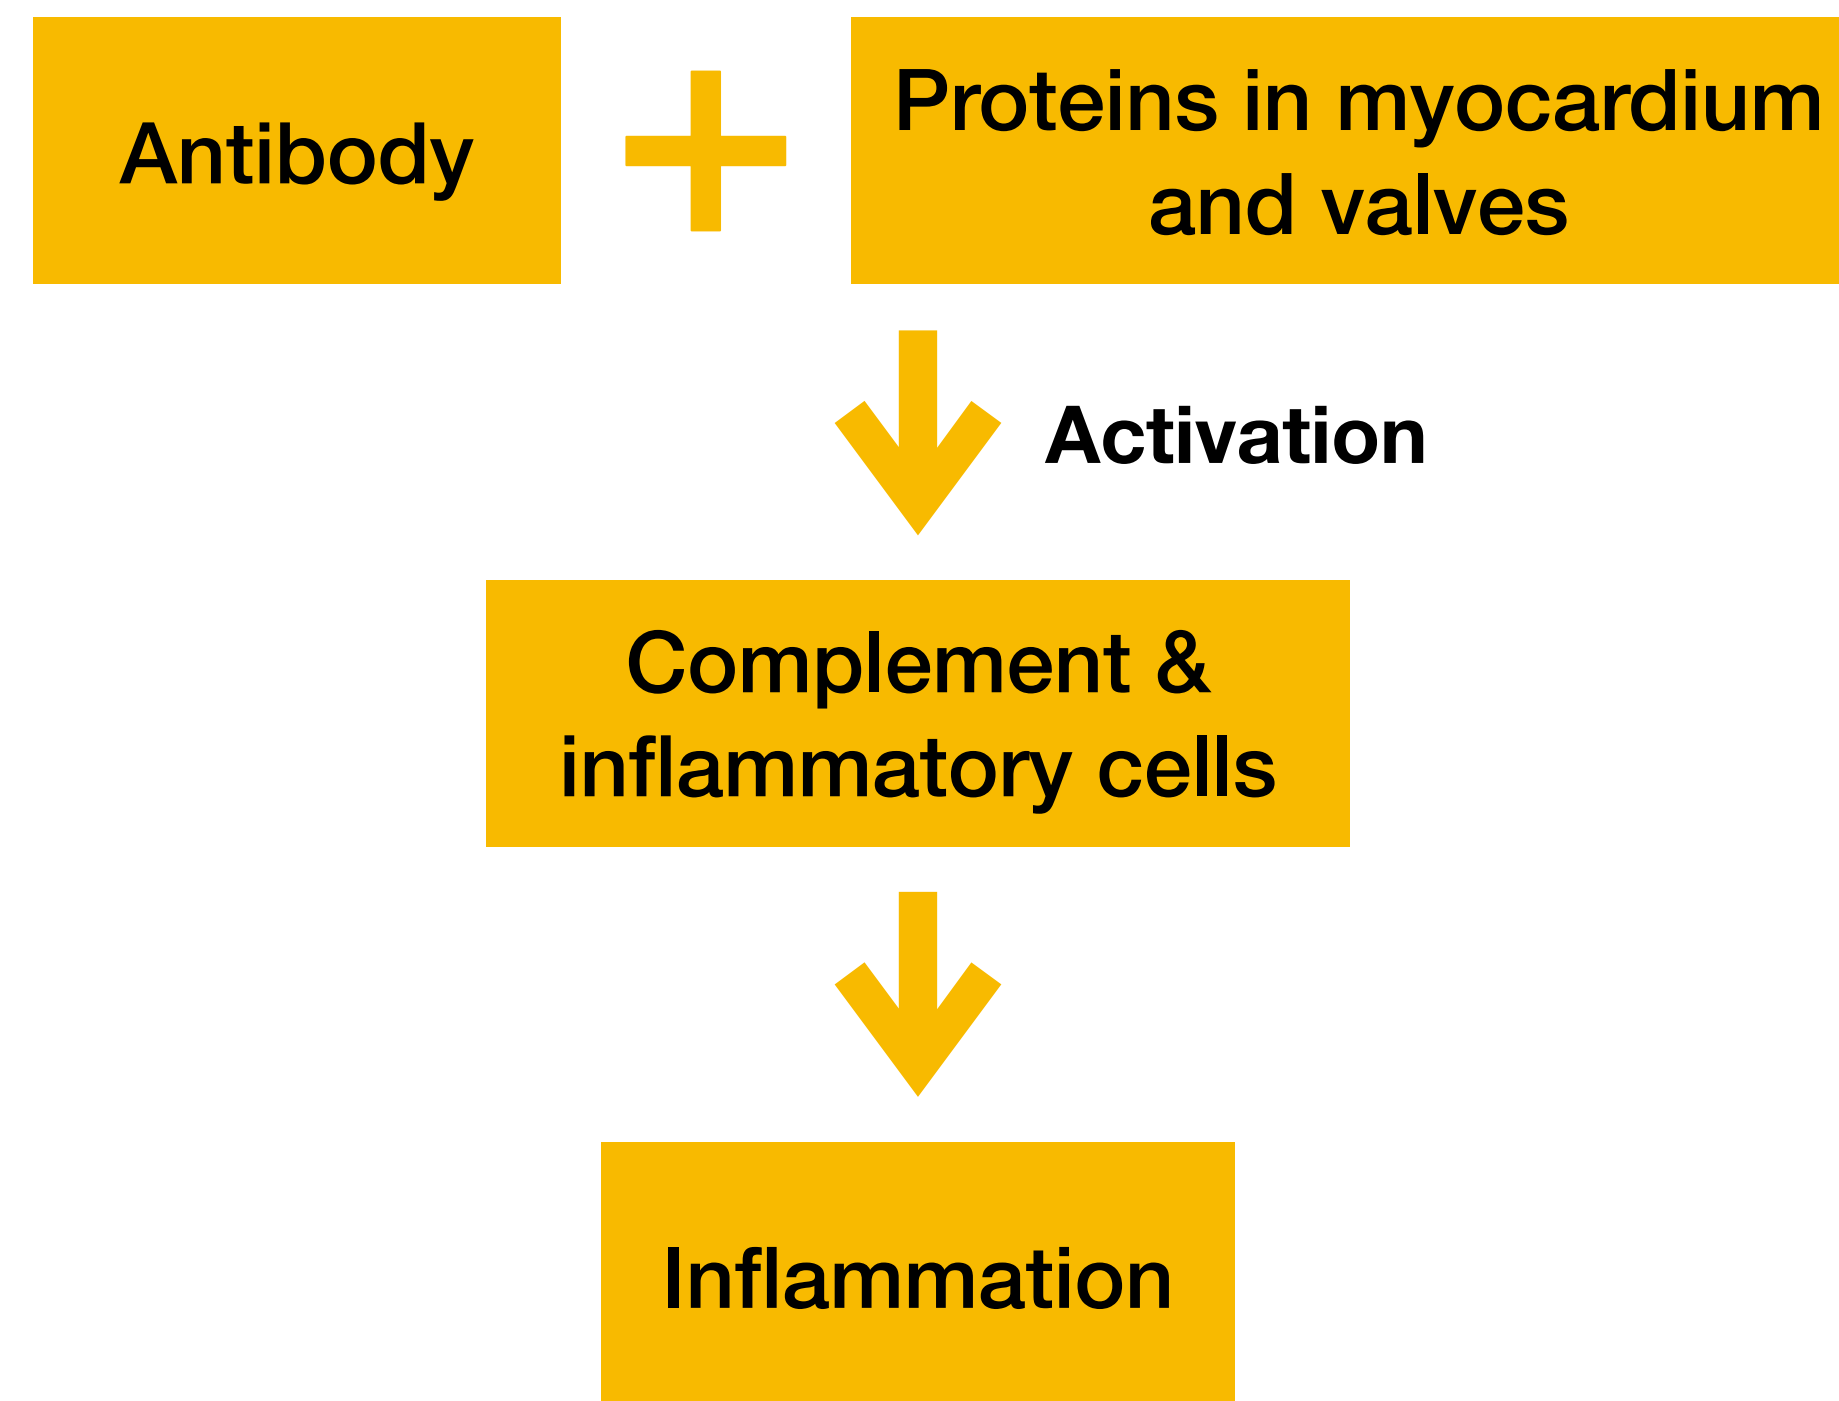 Antibody
Proteins in myocardium
and valves
Activation
Complement &
inflammatory cells
Inflammation